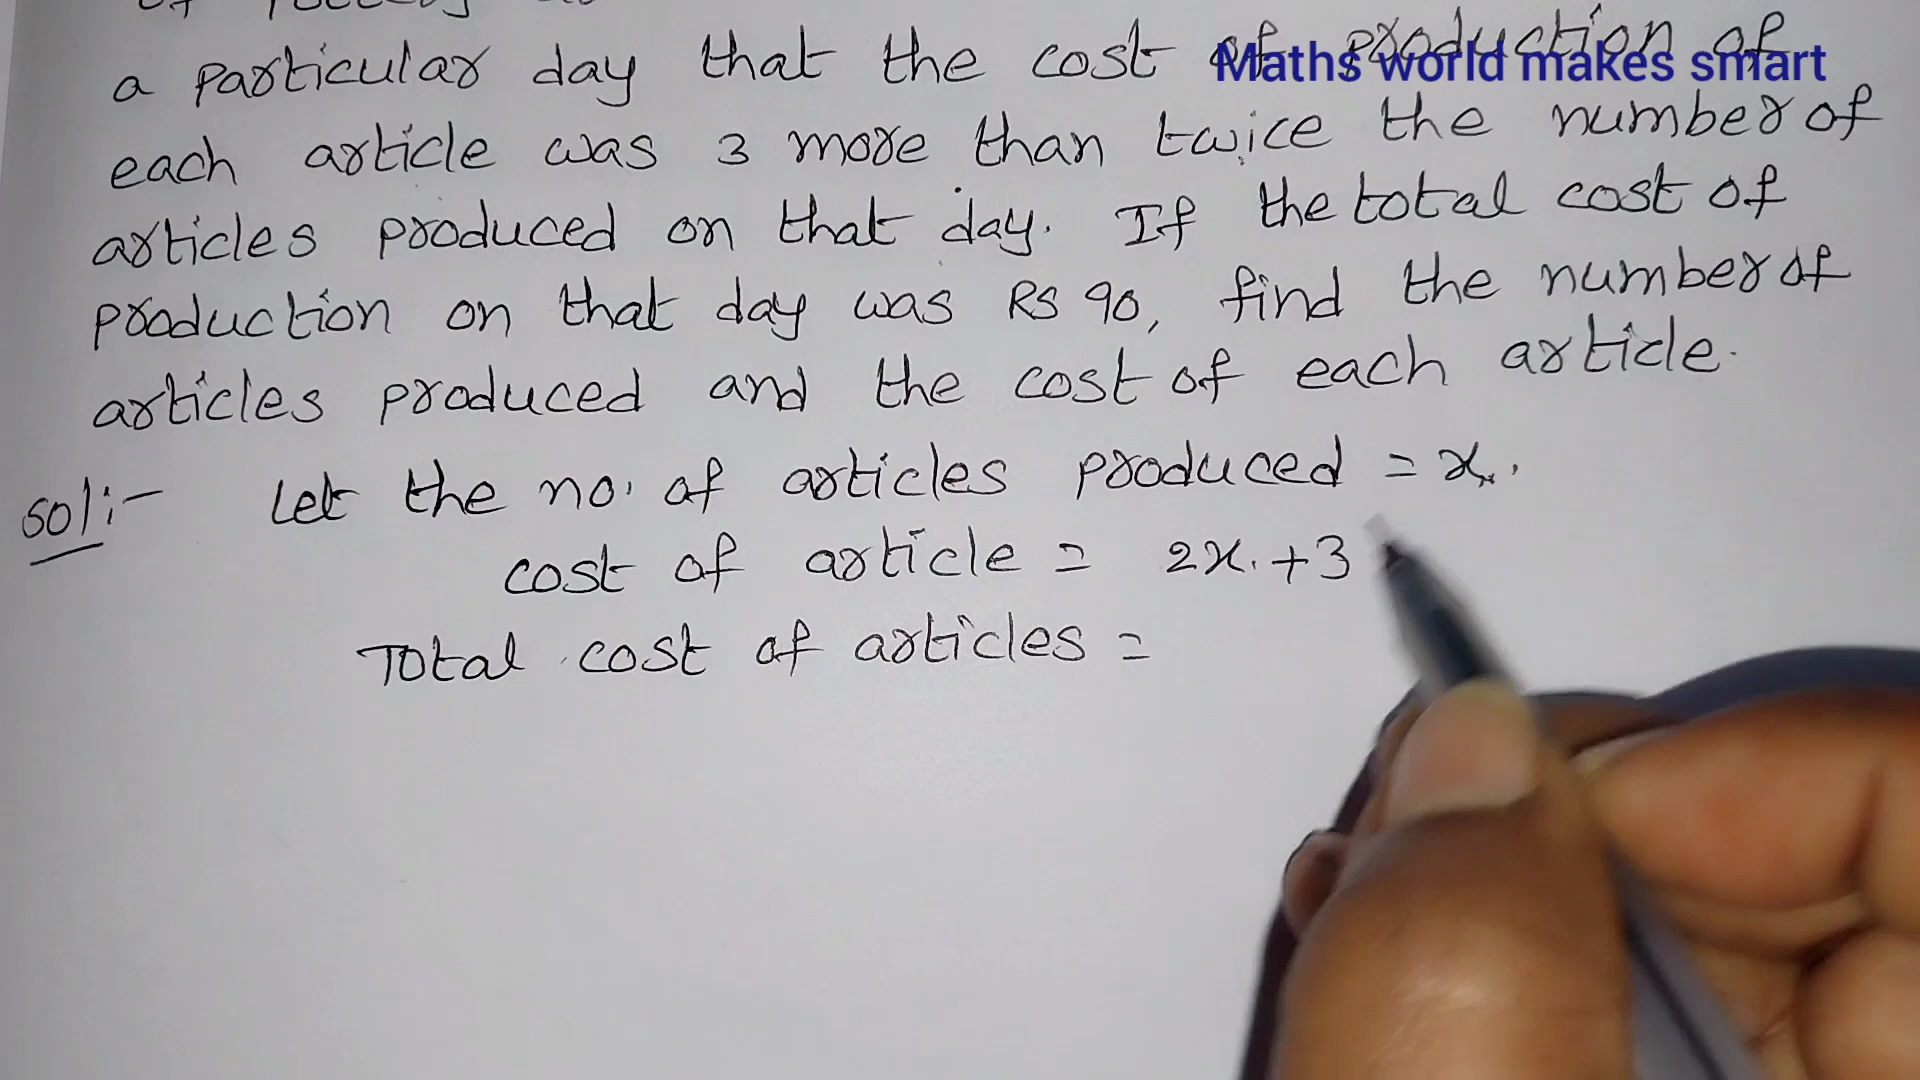 a particular day that the cost of production of
Maths world makes smart
each article was 3 more than twice the number of
articles produced on that day. If the total cost of
production on that day was Rs 90, find the number of
articles produced and the cost of each article.
Sol:- Let the no. of articles produced = x.
cost of article = 2x + 3
Total cost of articles =